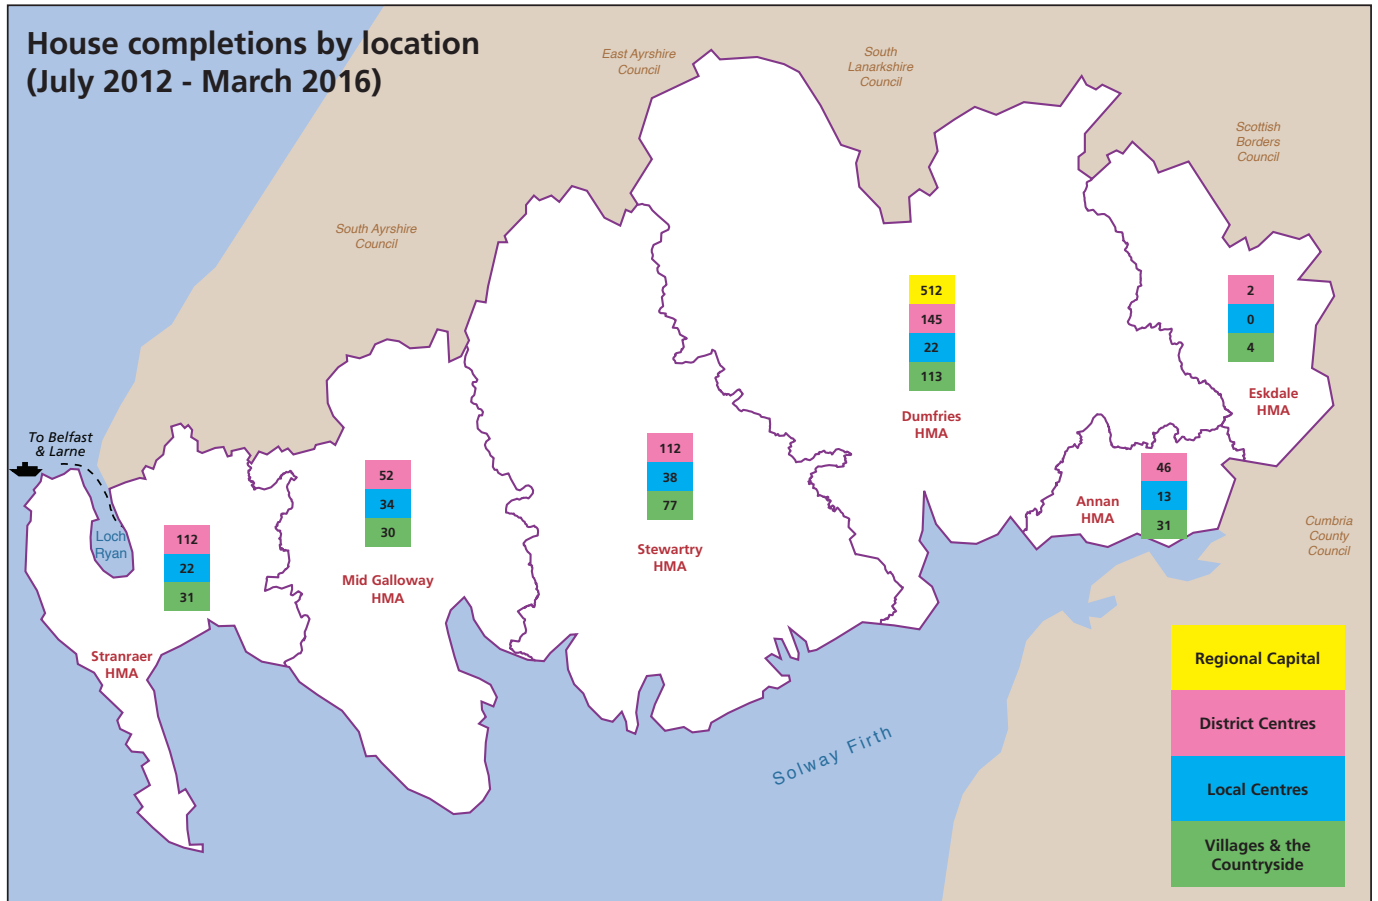 House completions by location
(July 2012 - March 2016)
East Ayrshire
Council
South
Lanarkshire
Council
Scottish
Borders
Council
South Ayrshire
Council
512
145
22
113
Dumfries
HMA
2
0
4
Eskdale
HMA
To Belfast
& Larne
Loch
Ryan
112
22
31
Stranraer
HMA
52
34
30
Mid Galloway
HMA
112
38
77
Stewartry
HMA
46
13
31
Annan
HMA
Cumbria
County
Council
Solway Firth
Regional Capital
District Centres
Local Centres
Villages & the
Countryside